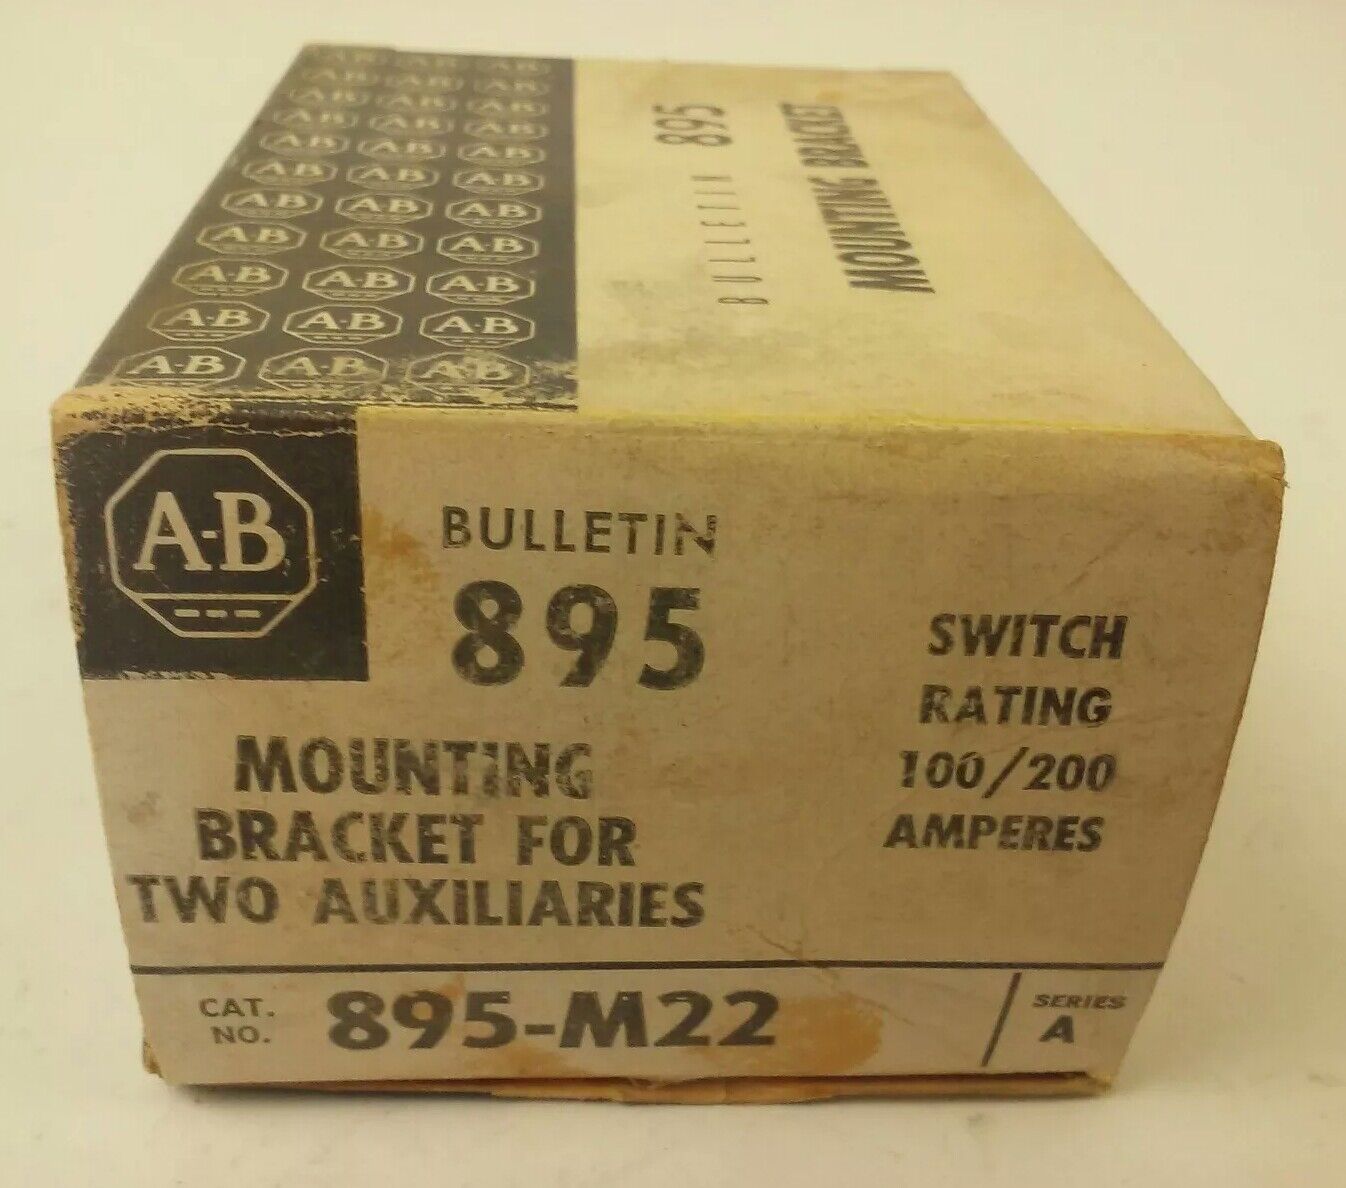 A-B A-B A-B
A-B A-B A-B
A-B A-B A-B
A-B A-B A-B
A-B A-B A-B
A-B A-B A-B
A-B A-B A-B
A-B A-B A-B
A-B A-B A-B
A-B A-B A-B
A-B A-B A-B
BULLETIN 895
MOUNTING BRACKET
A-B
BULLETIN
895
MOUNTING
BRACKET FOR
TWO AUXILIARIES
SWITCH
RATING
100/200
AMPERES
CAT.
NO.
895-M22
SERIES
A